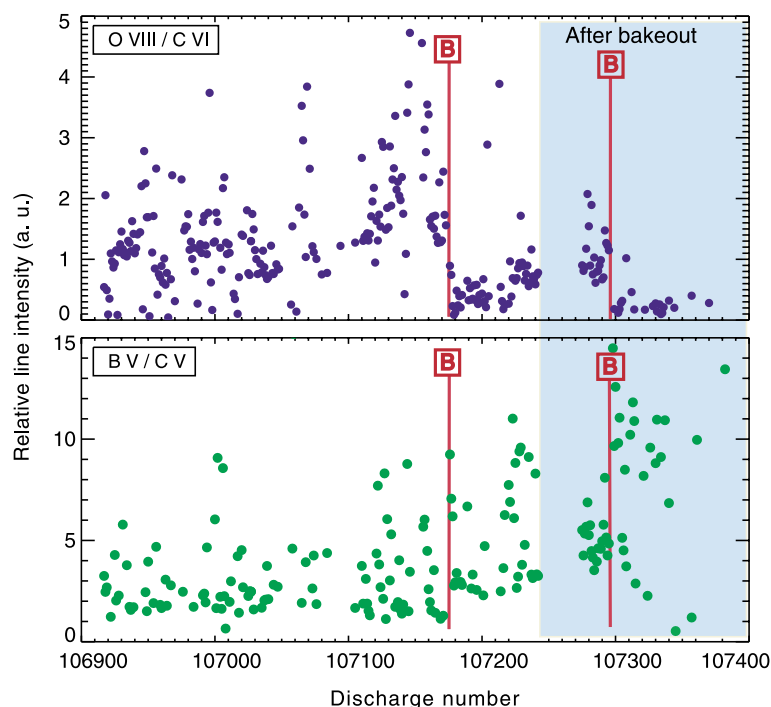 Relative line intensity (a. u.)
5
4
3
2
1
0
O VIII / C VI
B
After bakeout
B
15
10
5
0
B V / C V
B
B
106900 107000 107100 107200 107300 107400
Discharge number